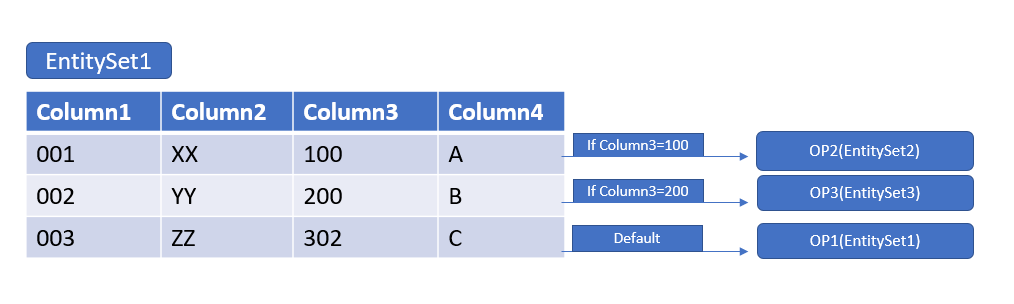 EntitySet1
Column1 Column2 Column3 Column4
001 XX 100 A If Column3=100 OP2(EntitySet2)
002 YY 200 B If Column3=200 OP3(EntitySet3)
003 ZZ 302 C Default OP1(EntitySet1)